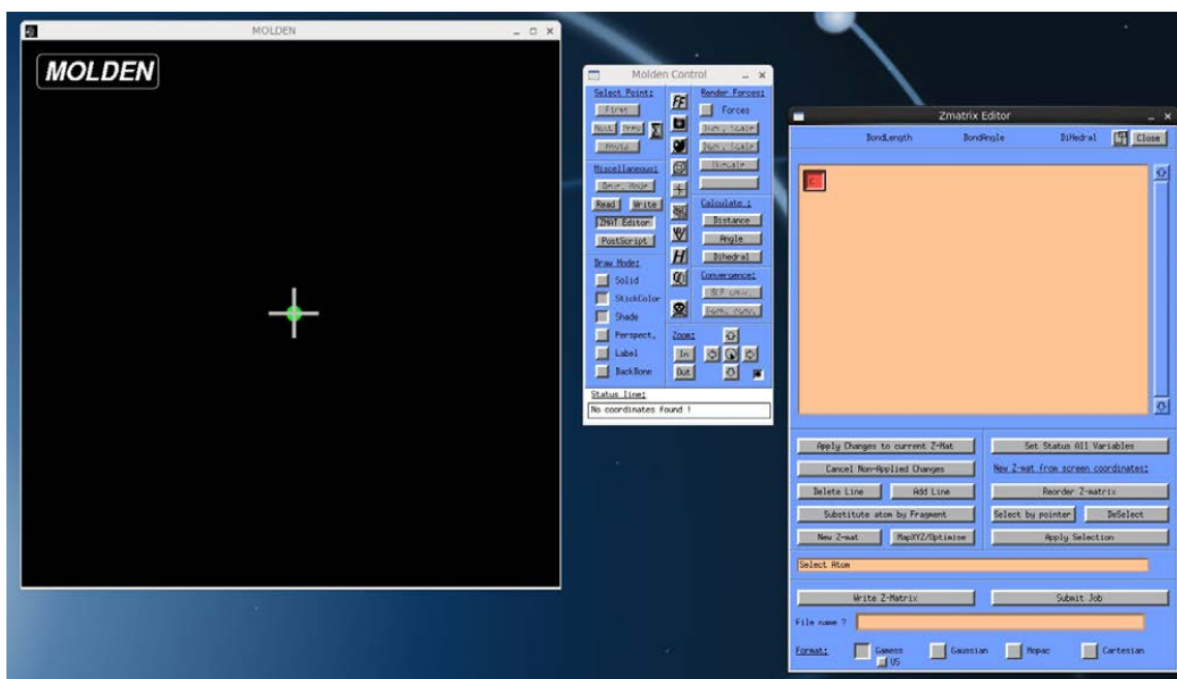 MOLDEN
MOLDEN
Molden Control
Select Point:
Render Forces:
Forces
Miscellaneous:
Read
Write
ZMAT Editor
PostScript
Calculate :
Distance
Angle
Dihedral
Draw Mode:
Solid
StickColor
Shade
Perspect.
Label
BackBone
Convergence:
Zoom:
In
Out
Status line:
No coordinates found !
Zmatrix Editor
BondLength BondAngle DiHedral Close
Apply Changes to current Z-Mat
Set Status All Variables
Cancel Non-Applied Changes
New Z-mat from screen coordinates:
Delete Line Add Line
Reorder Z-matrix
Substitute atom by Fragment
Select by pointer DeSelect
New Z-mat MapXYZ/Optimise
Apply Selection
Select Atom
Write Z-Matrix Submit Job
File name ?
Format: Gamess Gaussian Mopac Cartesian
US